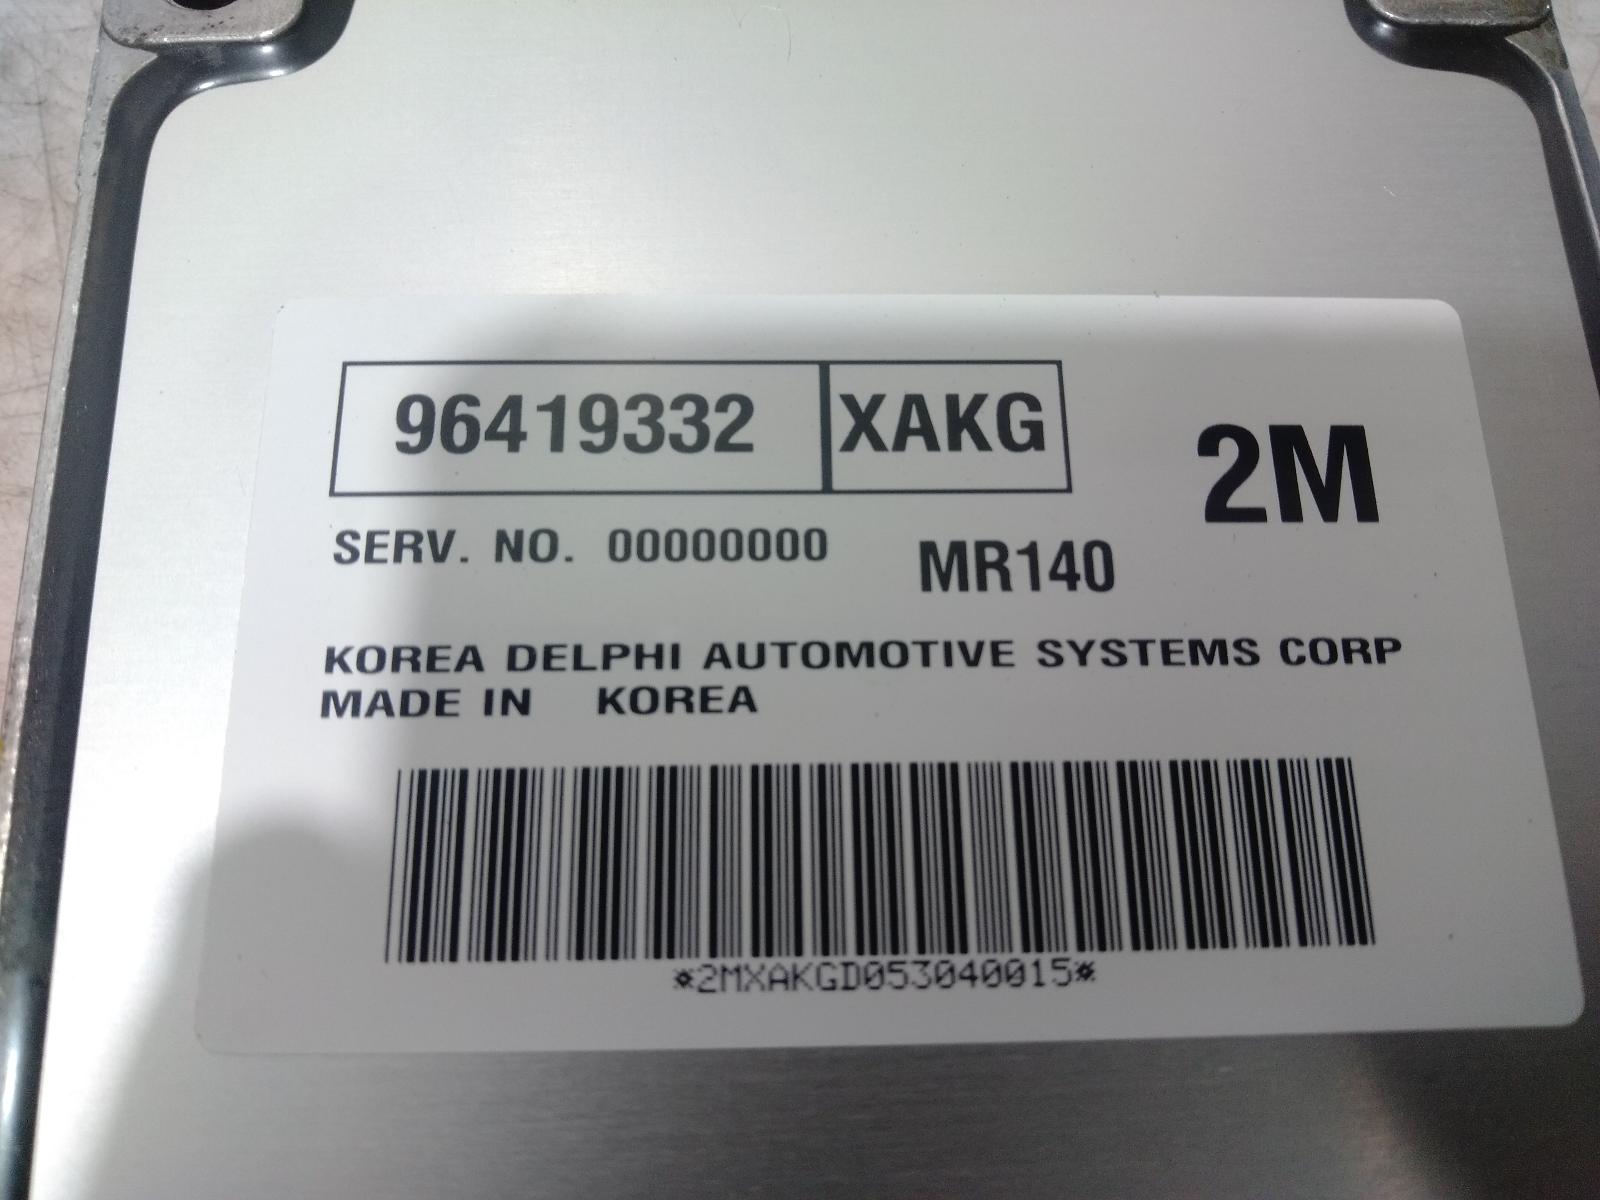 96419332 XAKG
2M
SERV. NO. 00000000 MR140
KOREA DELPHI AUTOMOTIVE SYSTEMS CORP
MADE IN KOREA
*2MXAKGD053040015*